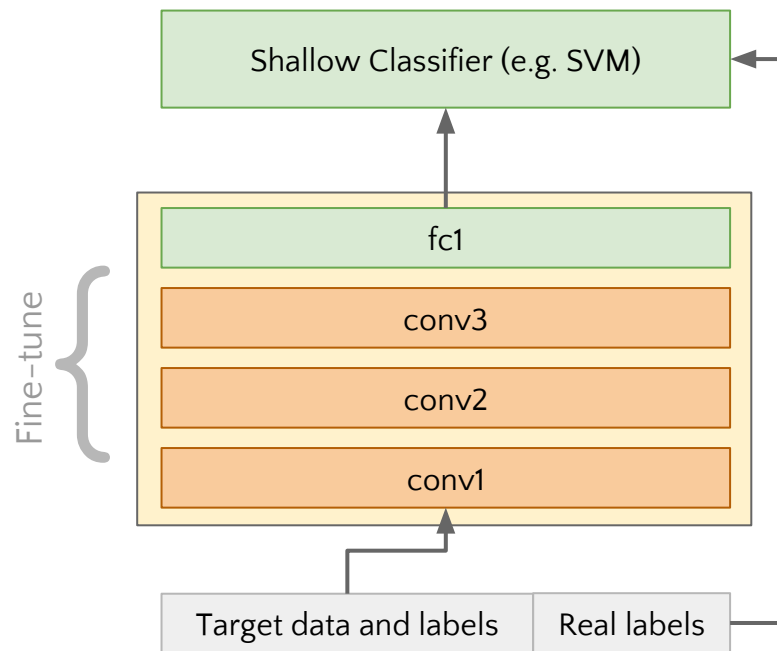 Shallow Classifier (e.g. SVM)
fc1
Fine-tune
conv3
conv2
conv1
Target data and labels
Real labels